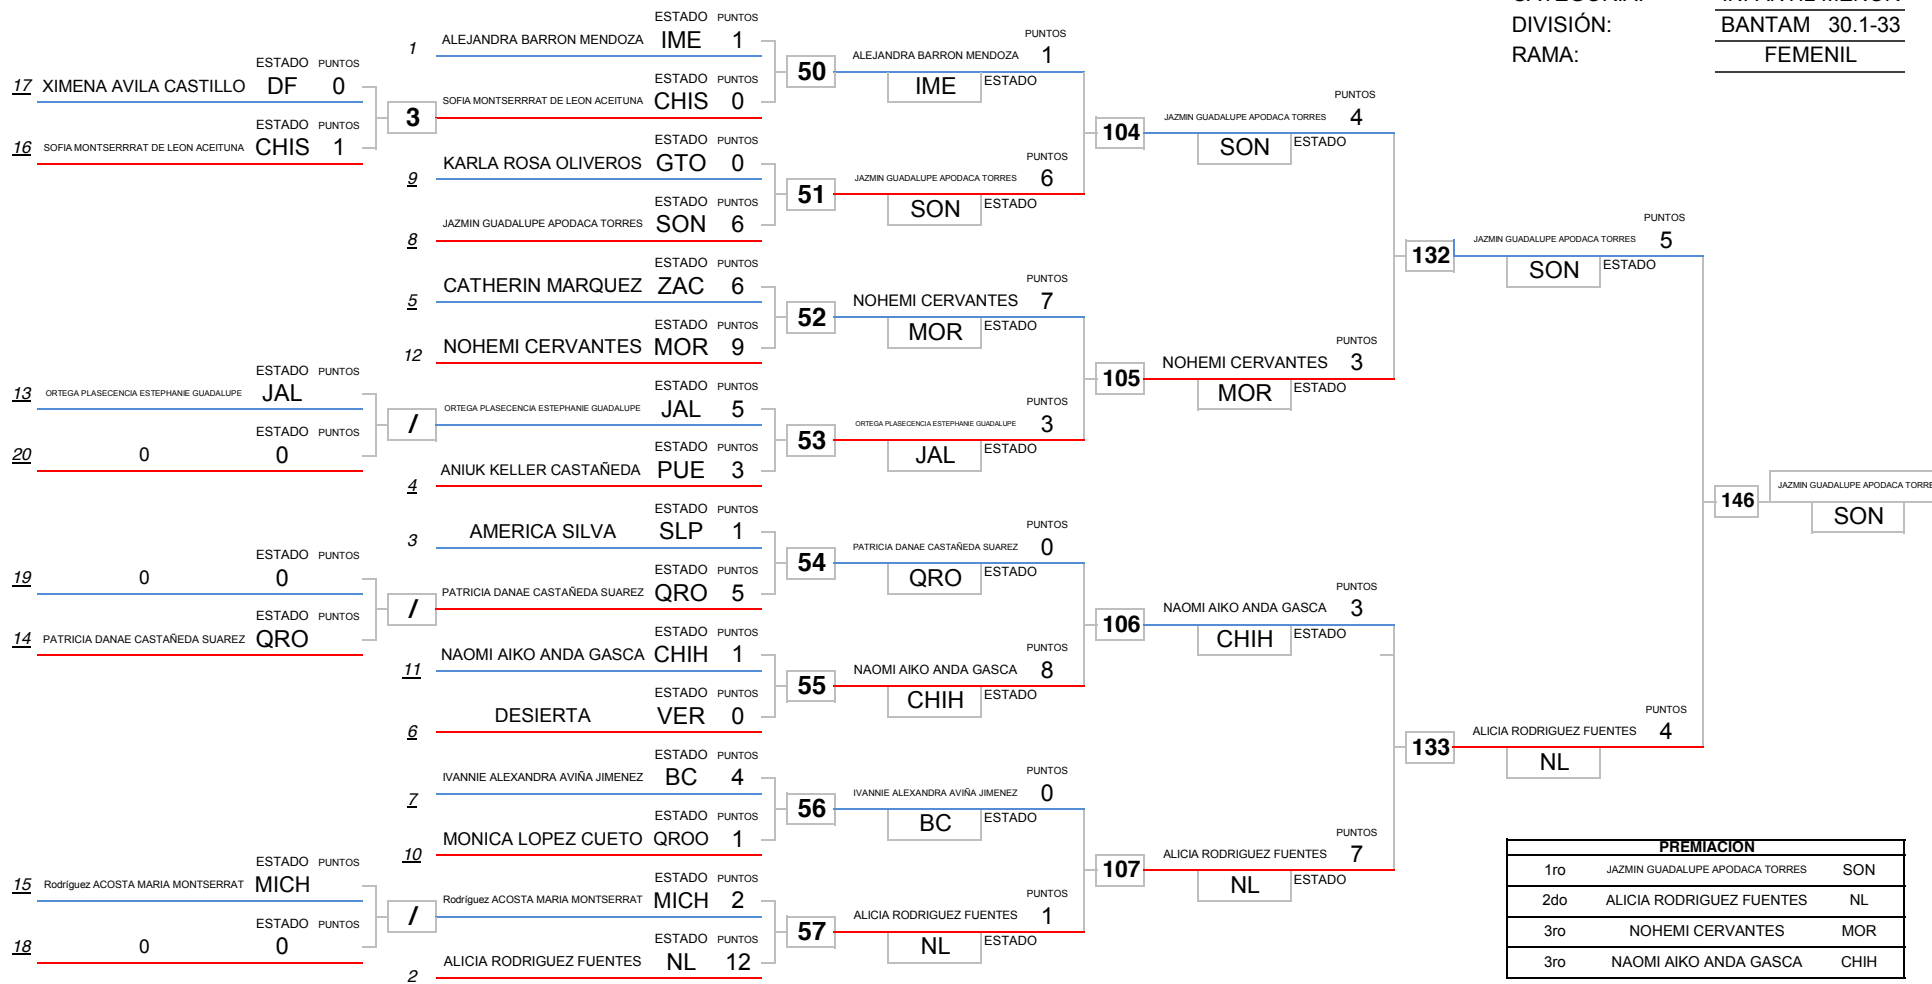 DIVISIÓN: BANTAM 30.1-33
RAMA: FEMENIL
ESTADO PUNTOS
17 XIMENA AVILA CASTILLO DF 0
ESTADO PUNTOS
16 SOFIA MONTSERRRAT DE LEON ACEITUNA CHIS 1
3
ESTADO PUNTOS
13 ORTEGA PLASECENCIA ESTEPHANIE GUADALUPE JAL
ESTADO PUNTOS
20 0 0
/
ESTADO PUNTOS
19 0 0
ESTADO PUNTOS
14 PATRICIA DANAE CASTAÑEDA SUAREZ QRO
/
ESTADO PUNTOS
15 Rodríguez ACOSTA MARIA MONTSERRAT MICH
ESTADO PUNTOS
18 0 0
/
ESTADO PUNTOS
1 ALEJANDRA BARRON MENDOZA IME 1
ESTADO PUNTOS
SOFIA MONTSERRRAT DE LEON ACEITUNA CHIS 0
50
ESTADO PUNTOS
9 KARLA ROSA OLIVEROS GTO 0
ESTADO PUNTOS
8 JAZMIN GUADALUPE APODACA TORRES SON 6
51
ESTADO PUNTOS
5 CATHERIN MARQUEZ ZAC 6
ESTADO PUNTOS
12 NOHEMI CERVANTES MOR 9
52
ESTADO PUNTOS
ORTEGA PLASECENCIA ESTEPHANIE GUADALUPE JAL 5
ESTADO PUNTOS
4 ANIUK KELLER CASTAÑEDA PUE 3
53
ESTADO PUNTOS
3 AMERICA SILVA SLP 1
ESTADO PUNTOS
PATRICIA DANAE CASTAÑEDA SUAREZ QRO 5
54
ESTADO PUNTOS
11 NAOMI AIKO ANDA GASCA CHIH 1
ESTADO PUNTOS
6 DESIERTA VER 0
55
ESTADO PUNTOS
7 IVANNIE ALEXANDRA AVIÑA JIMENEZ BC 4
ESTADO PUNTOS
10 MONICA LOPEZ CUETO QROO 1
56
ESTADO PUNTOS
Rodríguez ACOSTA MARIA MONTSERRAT MICH 2
ESTADO PUNTOS
2 ALICIA RODRIGUEZ FUENTES NL 12
57
PUNTOS
ALEJANDRA BARRON MENDOZA 1
IME ESTADO
PUNTOS
JAZMIN GUADALUPE APODACA TORRES 6
SON ESTADO
104
PUNTOS
NOHEMI CERVANTES 7
MOR ESTADO
PUNTOS
ORTEGA PLASECENCIA ESTEPHANIE GUADALUPE 3
JAL ESTADO
105
PUNTOS
PATRICIA DANAE CASTAÑEDA SUAREZ 0
QRO ESTADO
PUNTOS
NAOMI AIKO ANDA GASCA 8
CHIH ESTADO
106
PUNTOS
IVANNIE ALEXANDRA AVIÑA JIMENEZ 0
BC ESTADO
PUNTOS
ALICIA RODRIGUEZ FUENTES 1
NL ESTADO
107
PUNTOS
JAZMIN GUADALUPE APODACA TORRES 4
SON ESTADO
PUNTOS
NOHEMI CERVANTES 3
MOR ESTADO
132
PUNTOS
NAOMI AIKO ANDA GASCA 3
CHIH ESTADO
PUNTOS
ALICIA RODRIGUEZ FUENTES 7
NL ESTADO
133
PUNTOS
JAZMIN GUADALUPE APODACA TORRES 5
SON ESTADO
PUNTOS
ALICIA RODRIGUEZ FUENTES 4
NL
146
JAZMIN GUADALUPE APODACA TORRE
SON
PREMIACION
1ro JAZMIN GUADALUPE APODACA TORRES SON
2do ALICIA RODRIGUEZ FUENTES NL
3ro NOHEMI CERVANTES MOR
3ro NAOMI AIKO ANDA GASCA CHIH